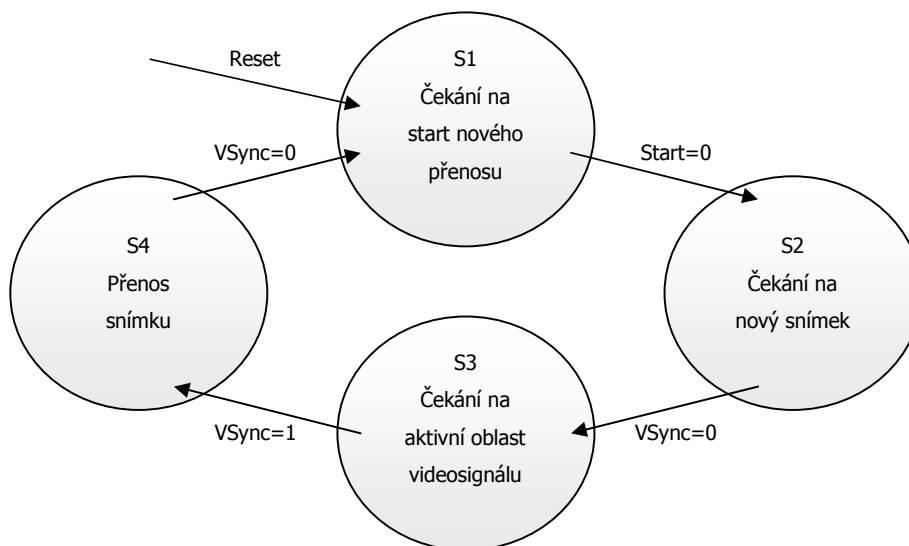 Reset
S1
Čekání na
start nového
přenosu
VSync=0
Start=0
S4
Přenos
snímku
S2
Čekání na
nový snímek
S3
Čekání na
aktivní oblast
videosignálu
VSync=1
VSync=0